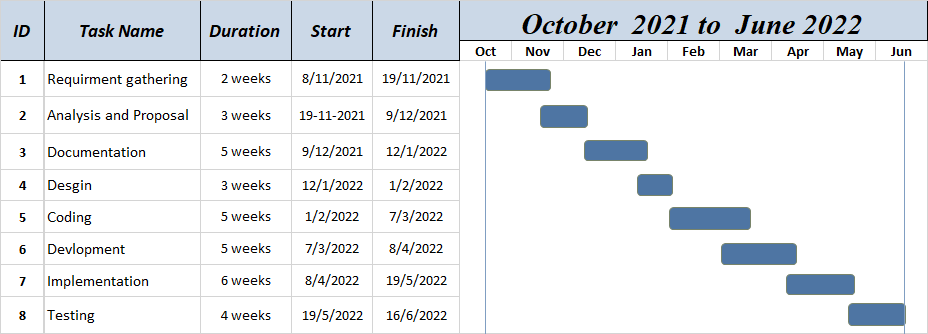 ID Task Name Duration Start Finish October 2021 to June 2022
Oct Nov Dec Jan Feb Mar Apr May Jun
1 Requirment gathering 2 weeks 8/11/2021 19/11/2021
2 Analysis and Proposal 3 weeks 19-11-2021 9/12/2021
3 Documentation 5 weeks 9/12/2021 12/1/2022
4 Desgin 3 weeks 12/1/2022 1/2/2022
5 Coding 5 weeks 1/2/2022 7/3/2022
6 Devlopment 5 weeks 7/3/2022 8/4/2022
7 Implementation 6 weeks 8/4/2022 19/5/2022
8 Testing 4 weeks 19/5/2022 16/6/2022